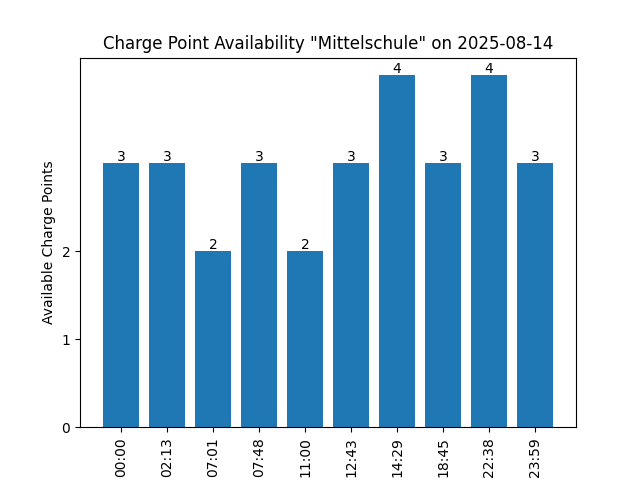 Charge Point Availability "Mittelschule" on 2025-08-14
4 4
3 3 3 3 3 3
2 2
Available Charge Points
2
1
0
00:00 02:13 07:01 07:48 11:00 12:43 14:29 18:45 22:38 23:59